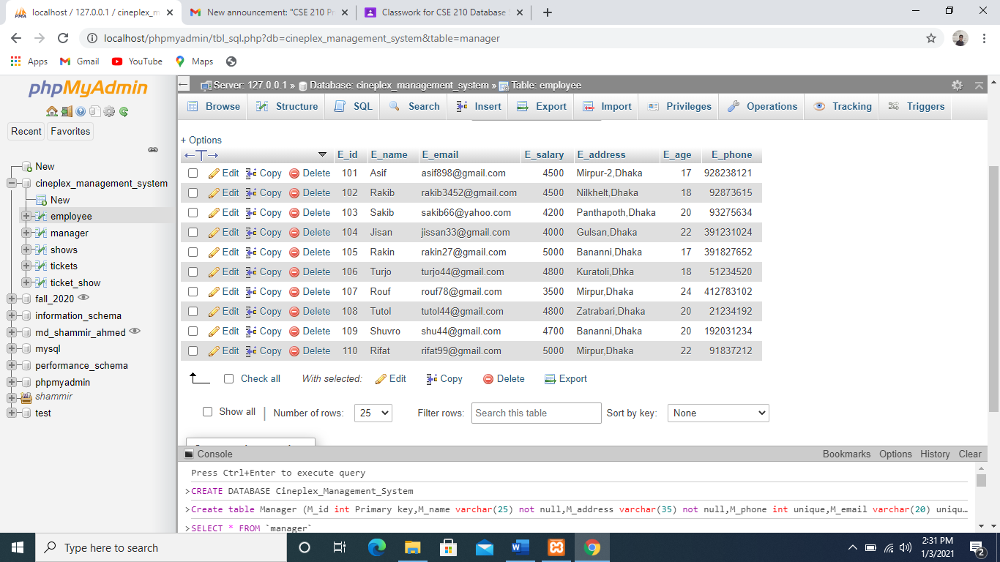 localhost / 127.0.0.1 / cineplex_m
New announcement: "CSE 210 Pr
Classwork for CSE 210 Database
localhost/phpmyadmin/tbl_sql.php?db=cineplex_management_system&table=manager
Apps Gmail YouTube Maps
phpMyAdmin
Recent Favorites
New
cineplex_management_system
New
employee
manager
shows
tickets
ticket_show
fall_2020
information_schema
md_shammir_ahmed
mysql
performance_schema
phpmyadmin
shammir
test
Server: 127.0.0.1 » Database: cineplex_management_system » Table: employee
Browse Structure SQL Search Insert Export Import Privileges Operations Tracking Triggers
+ Options
←T→ E_id E_name E_email E_salary E_address E_age E_phone
Edit Copy Delete 101 Asif asif898@gmail.com 4500 Mirpur-2,Dhaka 17 928238121
Edit Copy Delete 102 Rakib rakib3452@gmail.com 4500 Nilkhelt,Dhaka 18 92873615
Edit Copy Delete 103 Sakib sakib66@yahoo.com 4200 Panthapoth,Dhaka 20 93275634
Edit Copy Delete 104 Jisan jissan33@gmail.com 4000 Gulsan,Dhaka 22 391231024
Edit Copy Delete 105 Rakin rakin27@gmail.com 5000 Bananni,Dhaka 17 391827652
Edit Copy Delete 106 Turjo turjo44@gmail.com 4800 Kuratoli,Dhka 18 51234520
Edit Copy Delete 107 Rouf rouf78@gmail.com 3500 Mirpur,Dhaka 24 412783102
Edit Copy Delete 108 Tutol tutol44@gmail.com 4800 Zatrabari,Dhaka 20 21234192
Edit Copy Delete 109 Shuvro shu44@gmail.com 4700 Bananni,Dhaka 20 192031234
Edit Copy Delete 110 Rifat rifat99@gmail.com 5000 Mirpur,Dhaka 22 91837212
Check all With selected: Edit Copy Delete Export
Show all | Number of rows: 25 Filter rows: Search this table Sort by key: None
Console Bookmarks Options History Clear
Press Ctrl+Enter to execute query
>CREATE DATABASE Cineplex_Management_System
>Create table Manager (M_id int Primary key,M_name varchar(25) not null,M_address varchar(35) not null,M_phone int unique,M_email varchar(20) uniqu…
>SELECT * FROM `manager`
Type here to search
2:31 PM
1/3/2021
2